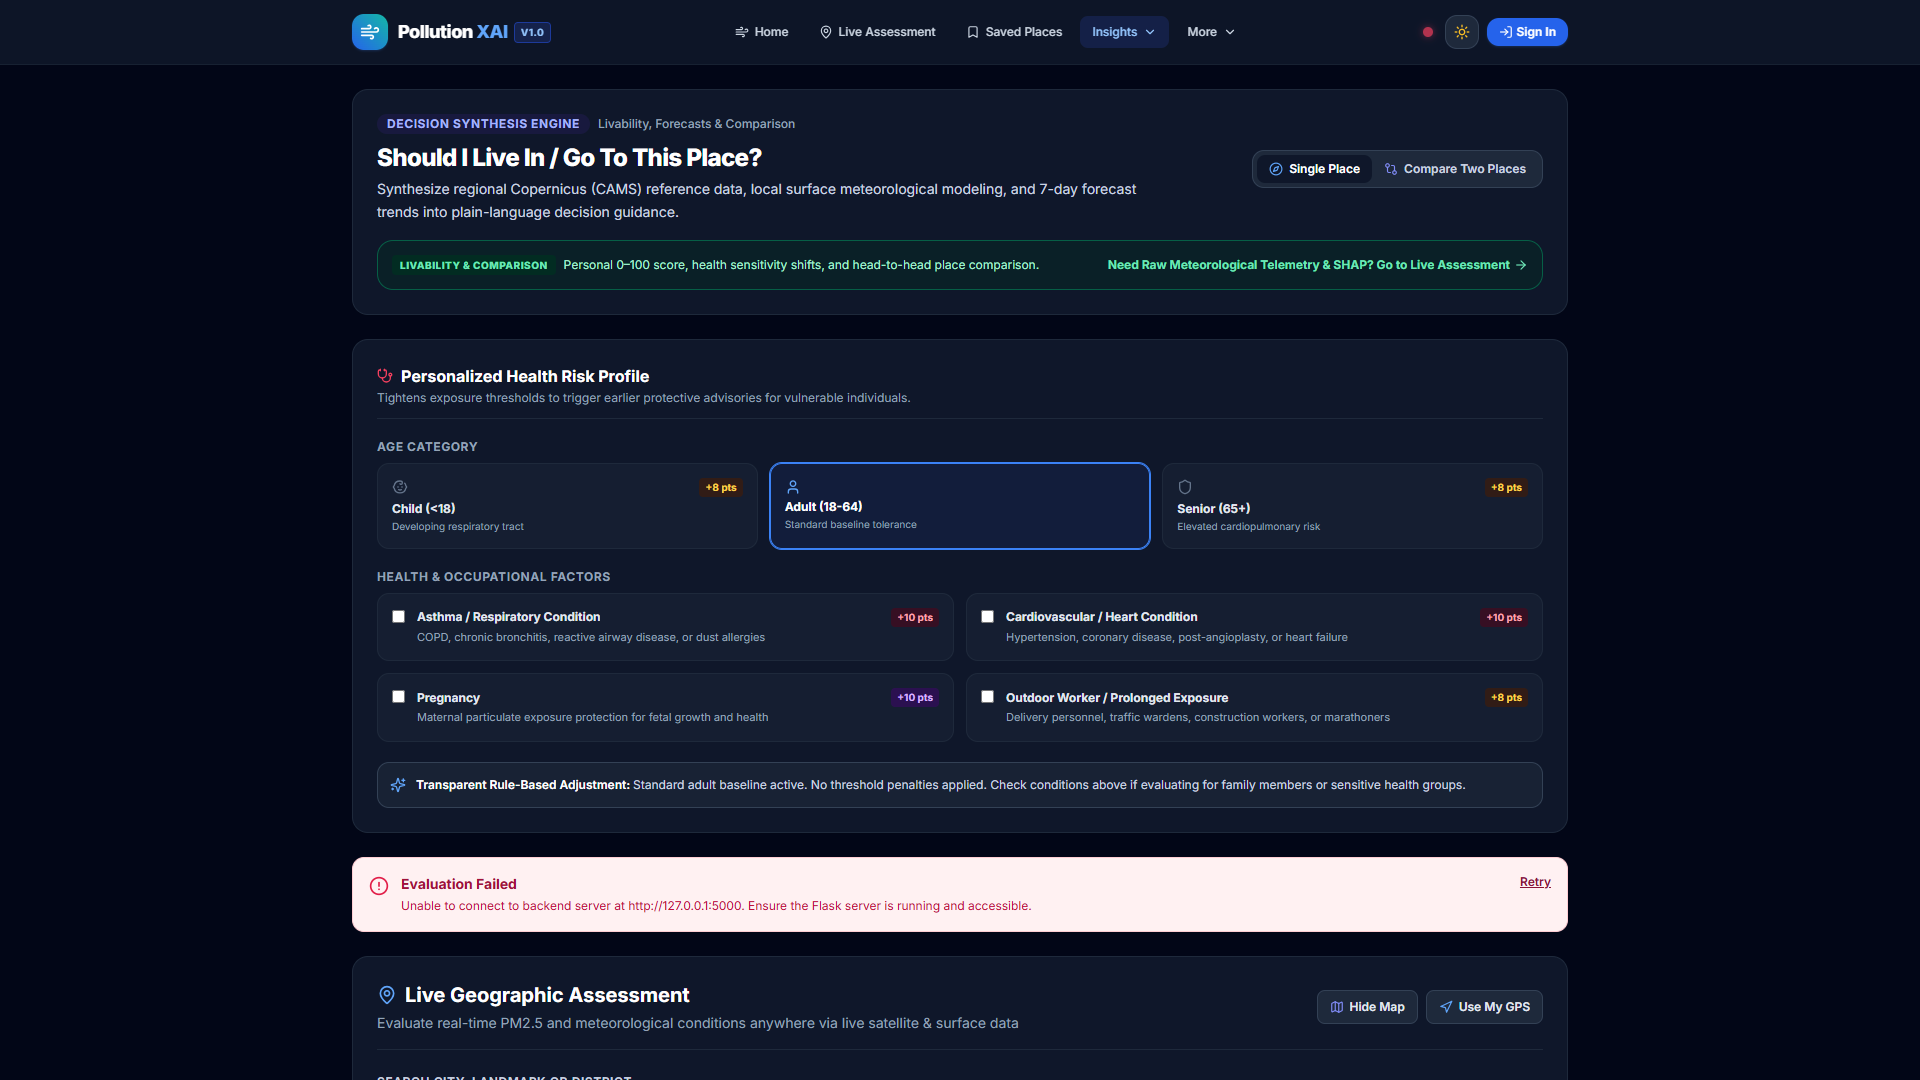 Pollution XAI V1.0
Home
Live Assessment
Saved Places
Insights
More
Sign In
DECISION SYNTHESIS ENGINE Livability, Forecasts & Comparison
Should I Live In / Go To This Place?
Synthesize regional Copernicus (CAMS) reference data, local surface meteorological modeling, and 7-day forecast
trends into plain-language decision guidance.
Single Place
Compare Two Places
LIVABILITY & COMPARISON Personal 0–100 score, health sensitivity shifts, and head-to-head place comparison.
Need Raw Meteorological Telemetry & SHAP? Go to Live Assessment →
Personalized Health Risk Profile
Tightens exposure thresholds to trigger earlier protective advisories for vulnerable individuals.
AGE CATEGORY
+8 pts
Child (<18)
Developing respiratory tract
Adult (18-64)
Standard baseline tolerance
+8 pts
Senior (65+)
Elevated cardiopulmonary risk
HEALTH & OCCUPATIONAL FACTORS
Asthma / Respiratory Condition +10 pts
COPD, chronic bronchitis, reactive airway disease, or dust allergies
Cardiovascular / Heart Condition +10 pts
Hypertension, coronary disease, post-angioplasty, or heart failure
Pregnancy +10 pts
Maternal particulate exposure protection for fetal growth and health
Outdoor Worker / Prolonged Exposure +8 pts
Delivery personnel, traffic wardens, construction workers, or marathoners
Transparent Rule-Based Adjustment: Standard adult baseline active. No threshold penalties applied. Check conditions above if evaluating for family members or sensitive health groups.
Evaluation Failed
Retry
Unable to connect to backend server at http://127.0.0.1:5000. Ensure the Flask server is running and accessible.
Live Geographic Assessment
Evaluate real-time PM2.5 and meteorological conditions anywhere via live satellite & surface data
Hide Map
Use My GPS
SEARCH CITY, LANDMARK OR DISTRICT